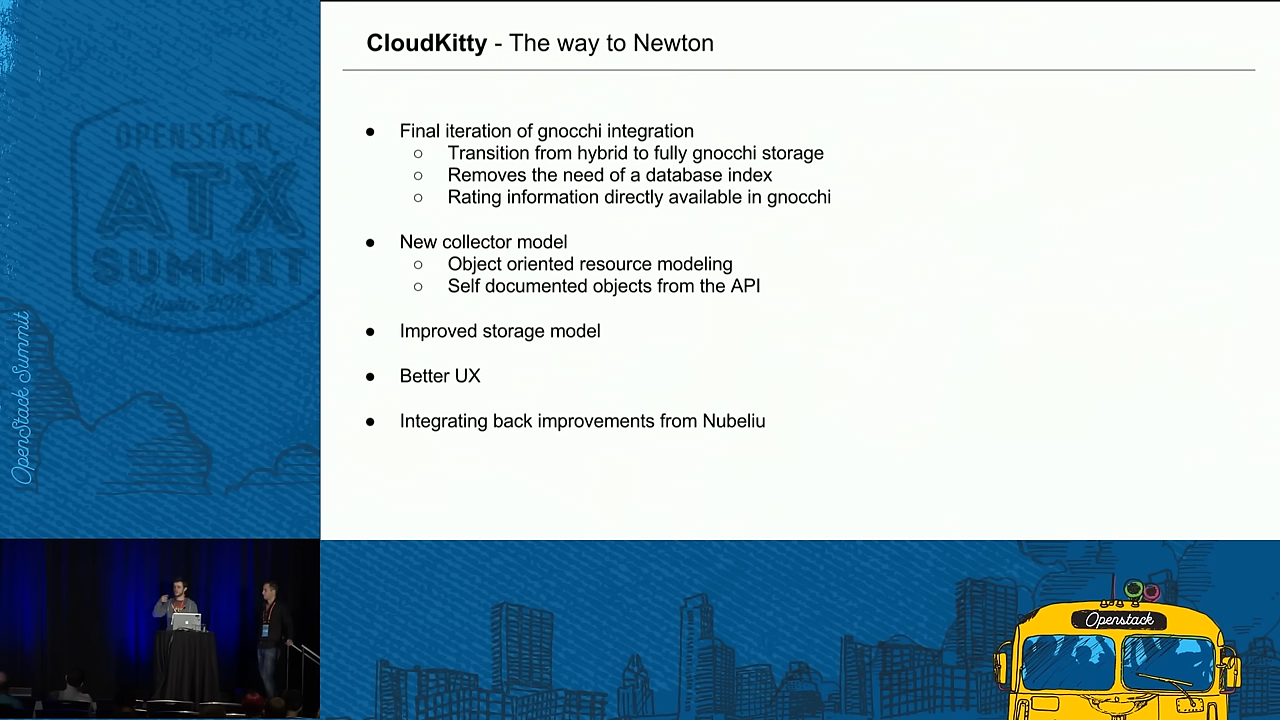 CloudKitty - The way to Newton
● Final iteration of gnocchi integration
○ Transition from hybrid to fully gnocchi storage
○ Removes the need of a database index
○ Rating information directly available in gnocchi
● New collector model
○ Object oriented resource modeling
○ Self documented objects from the API
● Improved storage model
● Better UX
● Integrating back improvements from Nubeliu
OPENSTACK
ATX
SUMMIT
Austin 2016
OpenStack Summit
Openstack